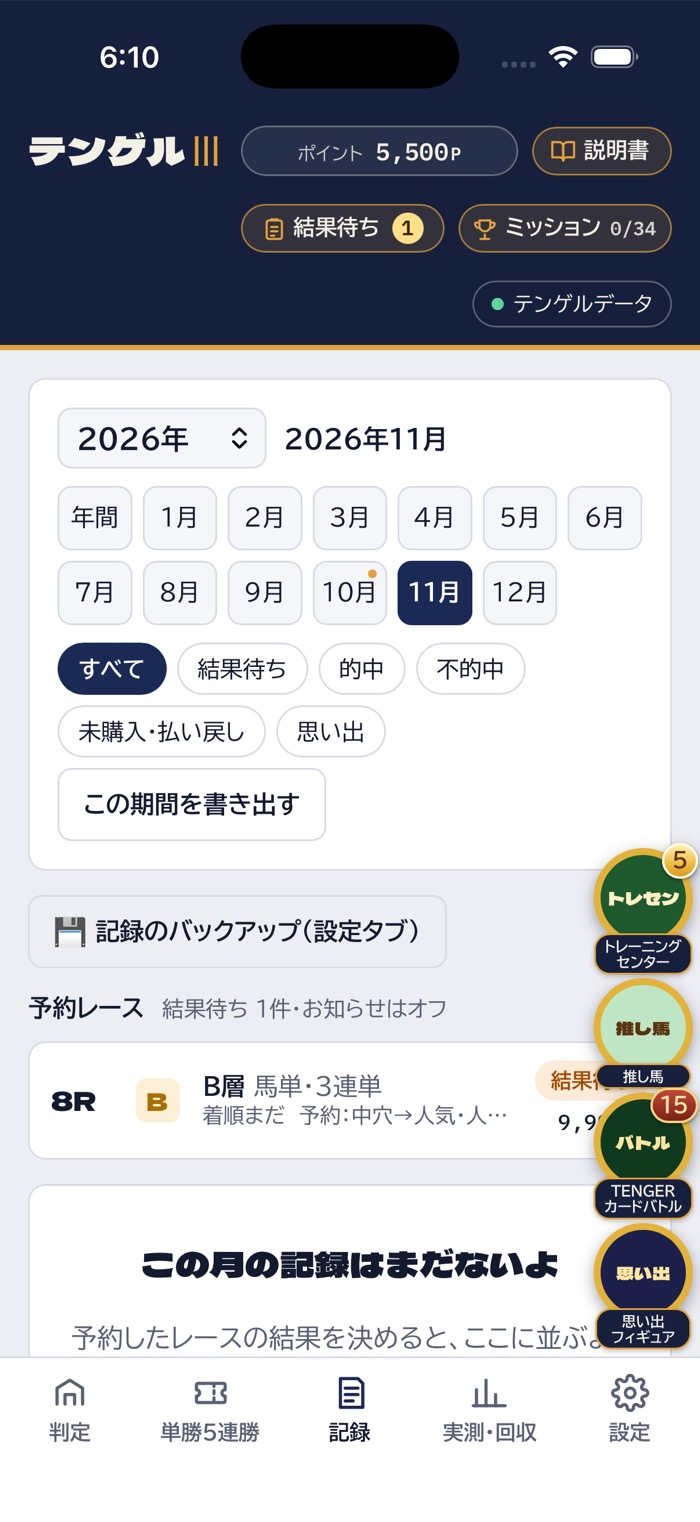 6:10
テンゲル
ポイント 5,500P
説明書
結果待ち 1
ミッション 0/34
テンゲルデータ
2026年
2026年11月
年間 1月 2月 3月 4月 5月 6月
7月 8月 9月 10月 11月 12月
すべて 結果待ち 的中 不的中
未購入・払い戻し 思い出
この期間を書き出す
5
トレセン
トレーニング
センター
記録のバックアップ(設定タブ)
予約レース 結果待ち 1件・お知らせはオフ
推し馬
推し馬
8R B B層 馬単・3連単
着順まだ 予約:中穴→人気・人…
結果
9,9
15
バトル
TENGER
カードバトル
この月の記録はまだないよ
思い出
思い出
フィギュア
予約したレースの結果を決めると、ここに並ぶ
判定 単勝5連勝 記録 実測・回収 設定